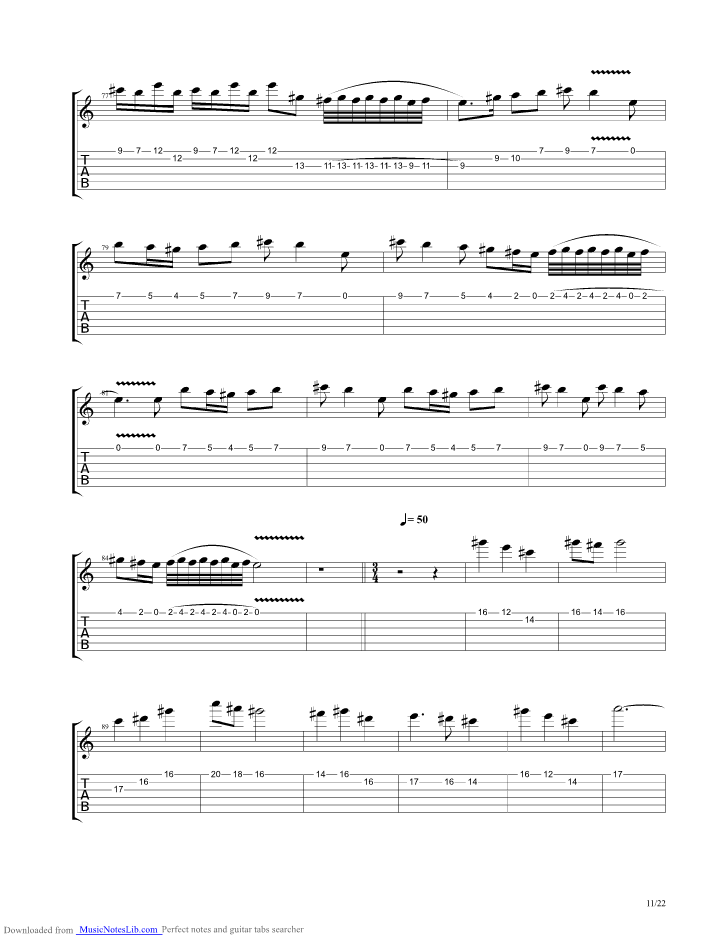 77
9 7 12 12 9 7 12 12 12 13 11 13 11 13 11 13 9 11 9 9 10 7 9 7 0
T
A
B
79
7 5 4 5 7 9 7 0 9 7 5 4 2 0 2 4 2 4 2 4 0 2
T
A
B
81
0 0 7 5 4 5 7 9 7 0 7 5 4 5 7 9 7 0 9 7 5
T
A
B
= 50
84
3
4
4 2 0 2 4 2 4 2 4 0 2 0 16 12 14 16 14 16
T
A
B
89
17 16 16 20 18 16 14 16 16 17 16 14 16 12 14 17
T
A
B
11/22
Downloaded from MusicNotesLib.com Perfect notes and guitar tabs searcher